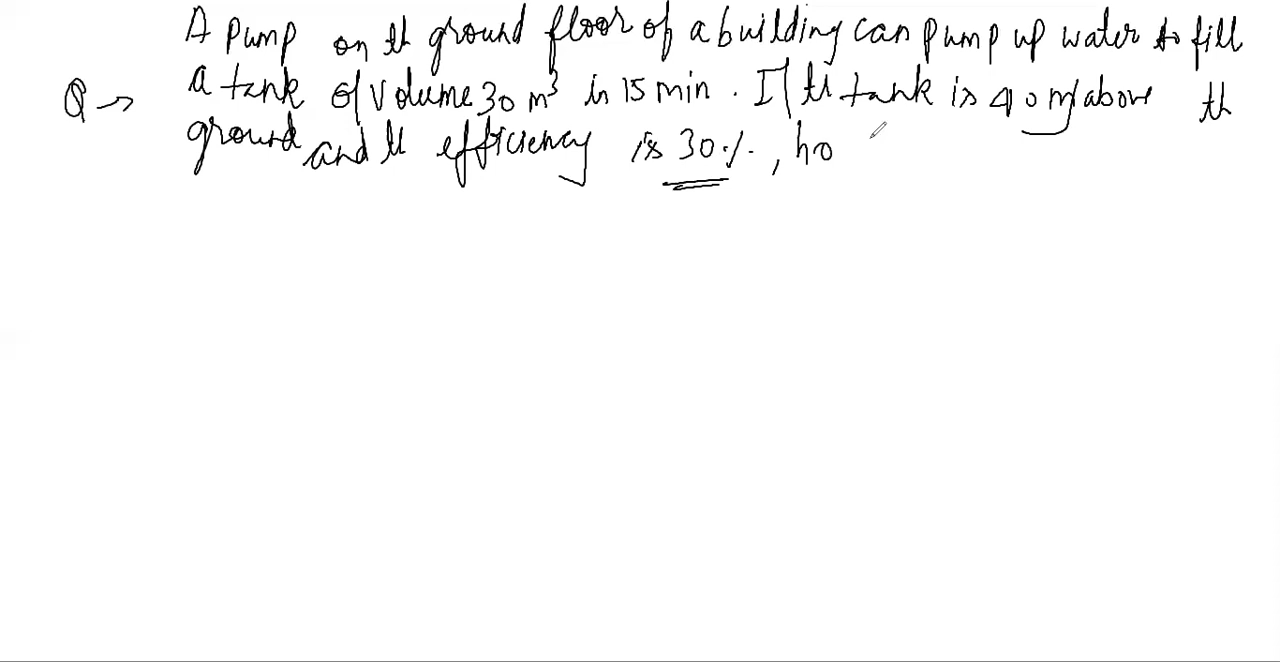 A pump on th ground floor of a building can pump up water to fill
Q → a tank of volume 30 m³ in 15 min. If th tank is 40 m above th
ground and th efficiency is 30%, ho